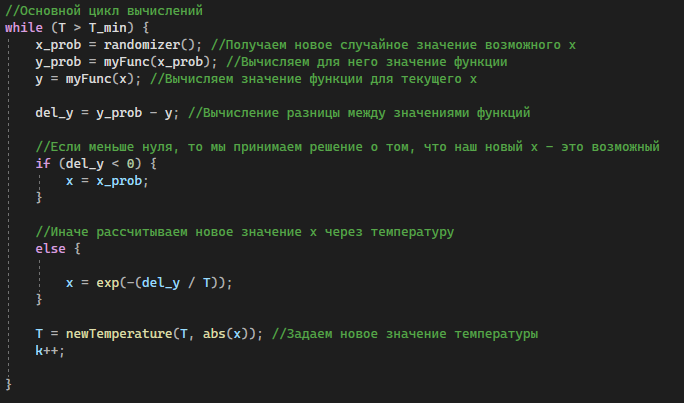 //Основной цикл вычислений
while (T > T_min) {
x_prob = randomizer(); //Получаем новое случайное значение возможного x
y_prob = myFunc(x_prob); //Вычисляем для него значение функции
y = myFunc(x); //Вычисляем значение функции для текущего x
del_y = y_prob - y; //Вычисление разницы между значениями функций
//Если меньше нуля, то мы принимаем решение о том, что наш новый x - это возможный
if (del_y < 0) {
x = x_prob;
}
//Иначе рассчитываем новое значение x через температуру
else {
x = exp(-(del_y / T));
}
T = newTemperature(T, abs(x)); //Задаем новое значение температуры
k++;
}